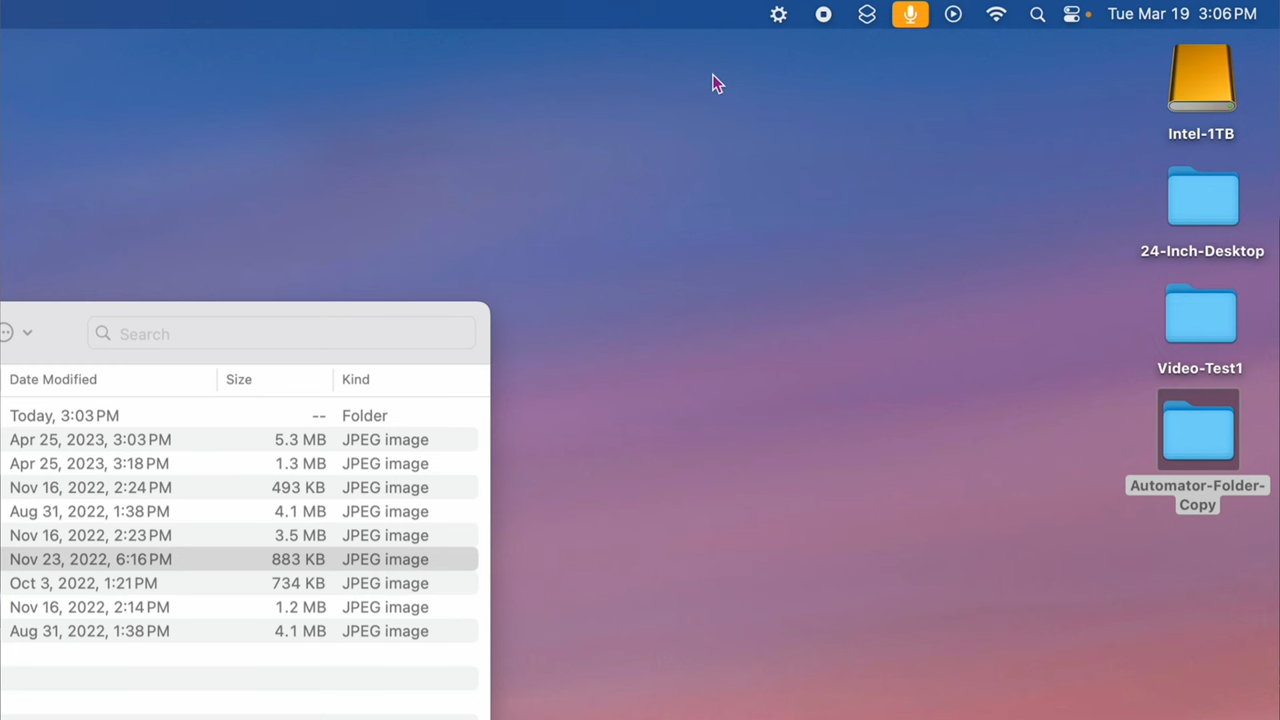 Tue Mar 19 3:06 PM
Intel-1TB
24-Inch-Desktop
Video-Test1
Automator-Folder-
Copy
Search
Date Modified Size Kind
Today, 3:03 PM -- Folder
Apr 25, 2023, 3:03 PM 5.3 MB JPEG image
Apr 25, 2023, 3:18 PM 1.3 MB JPEG image
Nov 16, 2022, 2:24 PM 493 KB JPEG image
Aug 31, 2022, 1:38 PM 4.1 MB JPEG image
Nov 16, 2022, 2:23 PM 3.5 MB JPEG image
Nov 23, 2022, 6:16 PM 883 KB JPEG image
Oct 3, 2022, 1:21 PM 734 KB JPEG image
Nov 16, 2022, 2:14 PM 1.2 MB JPEG image
Aug 31, 2022, 1:38 PM 4.1 MB JPEG image